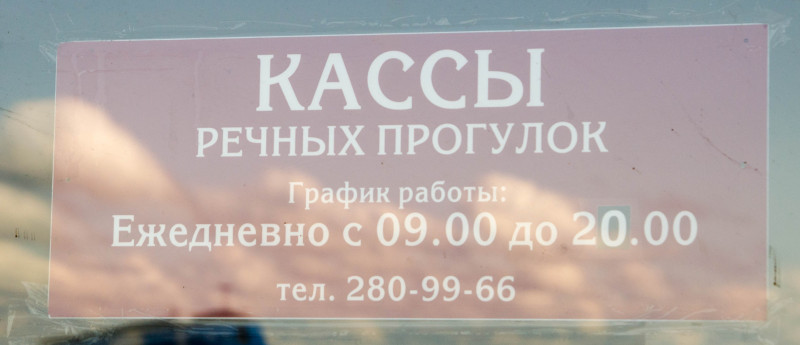 КАССЫ
РЕЧНЫХ ПРОГУЛОК
График работы:
Ежедневно с 09.00 до 20.00
тел. 280-99-66